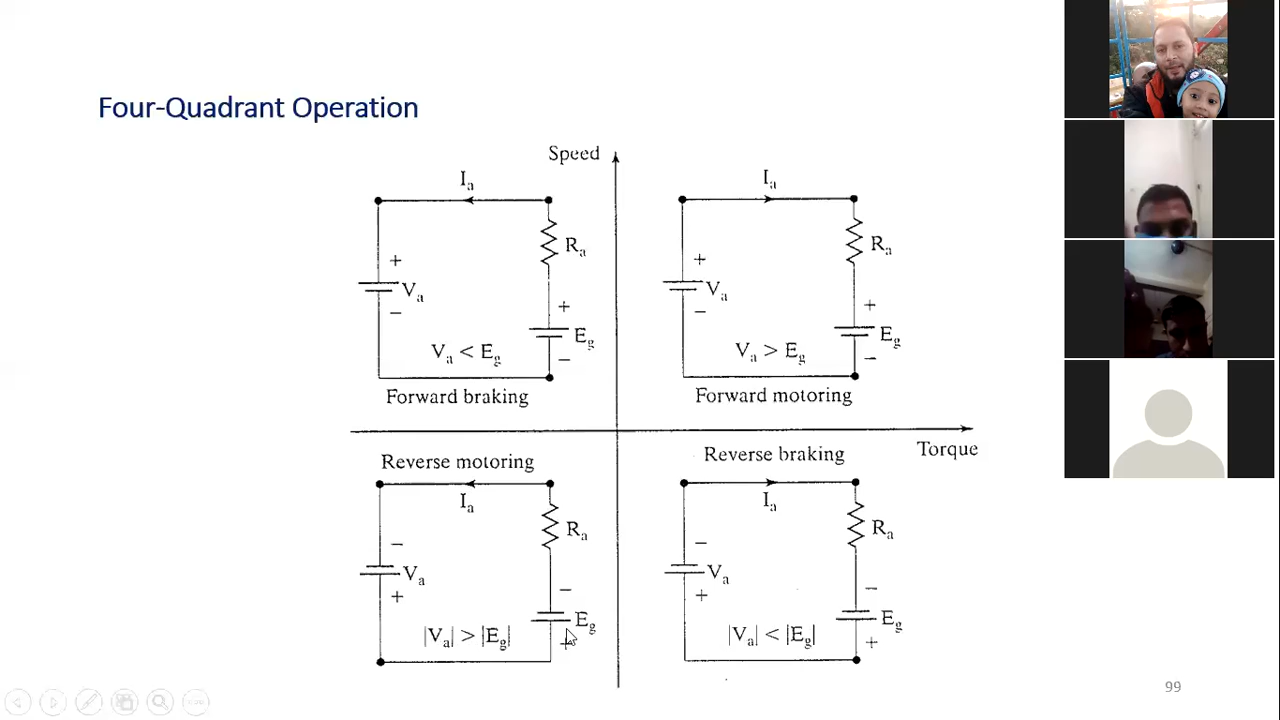 Four-Quadrant Operation
Speed
Ia
Ra
+
Va
−
+
Eg
−
Va < Eg
Forward braking
Ia
Ra
+
Va
−
+
Eg
−
Va > Eg
Forward motoring
Torque
Reverse motoring
Ia
Ra
−
Va
+
−
Eg
+
|Va| > |Eg|
Reverse braking
Ia
Ra
−
Va
+
−
Eg
+
|Va| < |Eg|
99